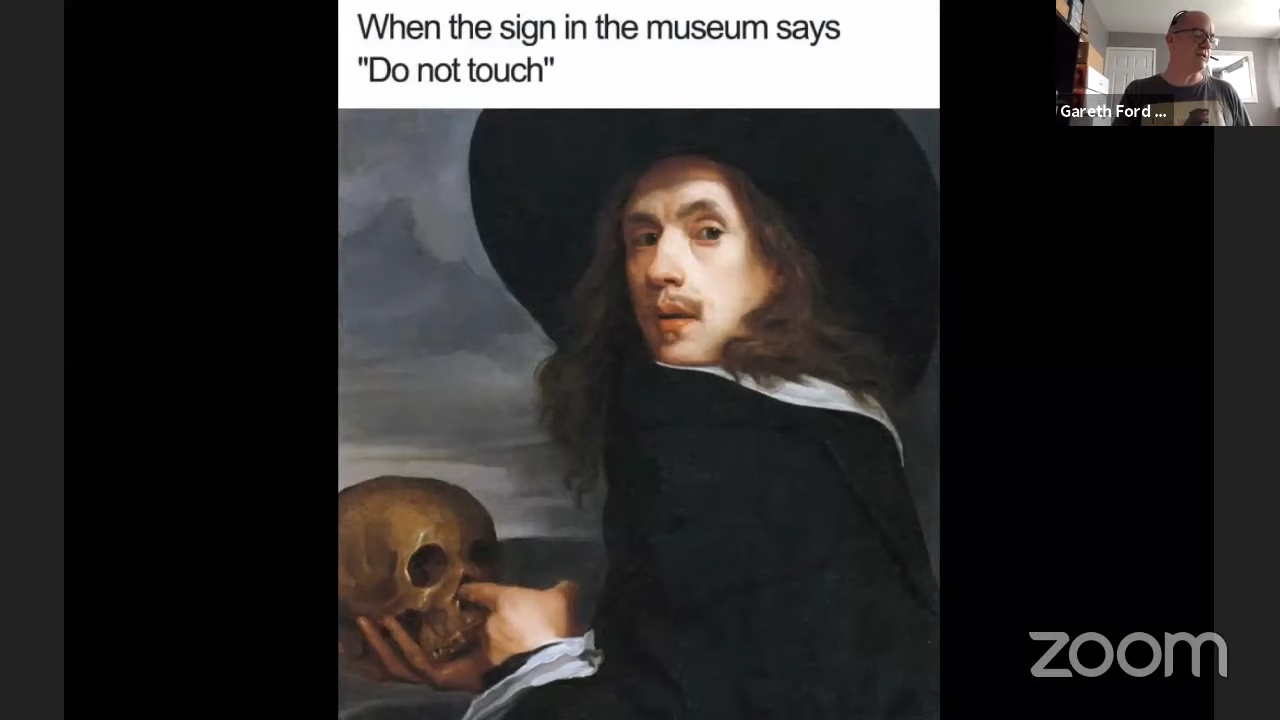 When the sign in the museum says
"Do not touch"
Gareth Ford ...
zoom